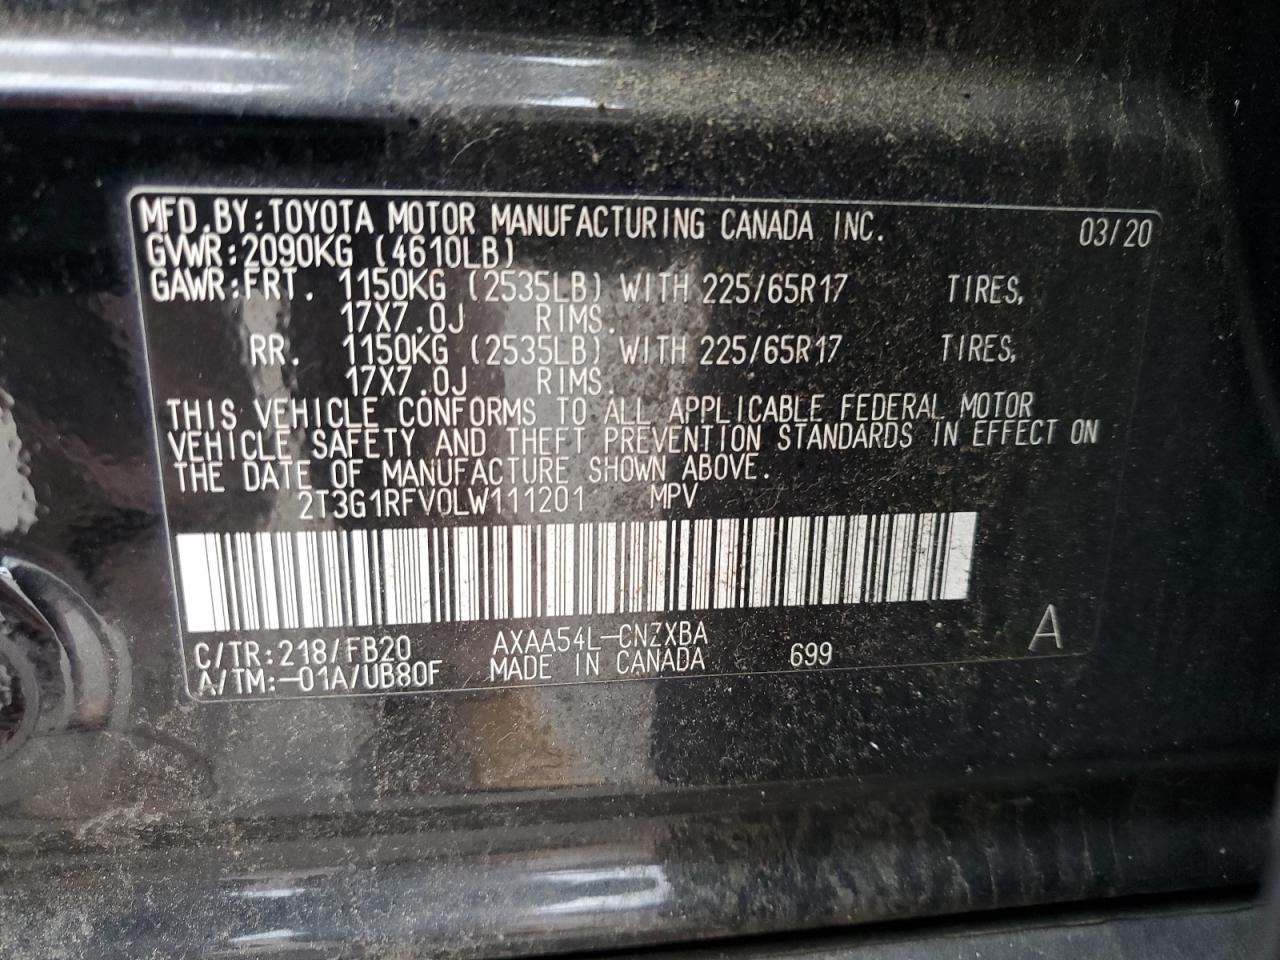 MFD.BY:TOYOTA MOTOR MANUFACTURING CANADA INC. 03/20
GVWR:2090KG (4610LB)
GAWR:FRT. 1150KG (2535LB) WITH 225/65R17 TIRES,
17X7.0J RIMS.
RR. 1150KG (2535LB) WITH 225/65R17 TIRES,
17X7.0J RIMS.
THIS VEHICLE CONFORMS TO ALL APPLICABLE FEDERAL MOTOR
VEHICLE SAFETY AND THEFT PREVENTION STANDARDS IN EFFECT ON
THE DATE OF MANUFACTURE SHOWN ABOVE.
2T3G1RFV0LW111201 MPV
C/TR:218/FB20 AXAA54L-CNZXBA A
A/TM:-01A/UB80F MADE IN CANADA 699